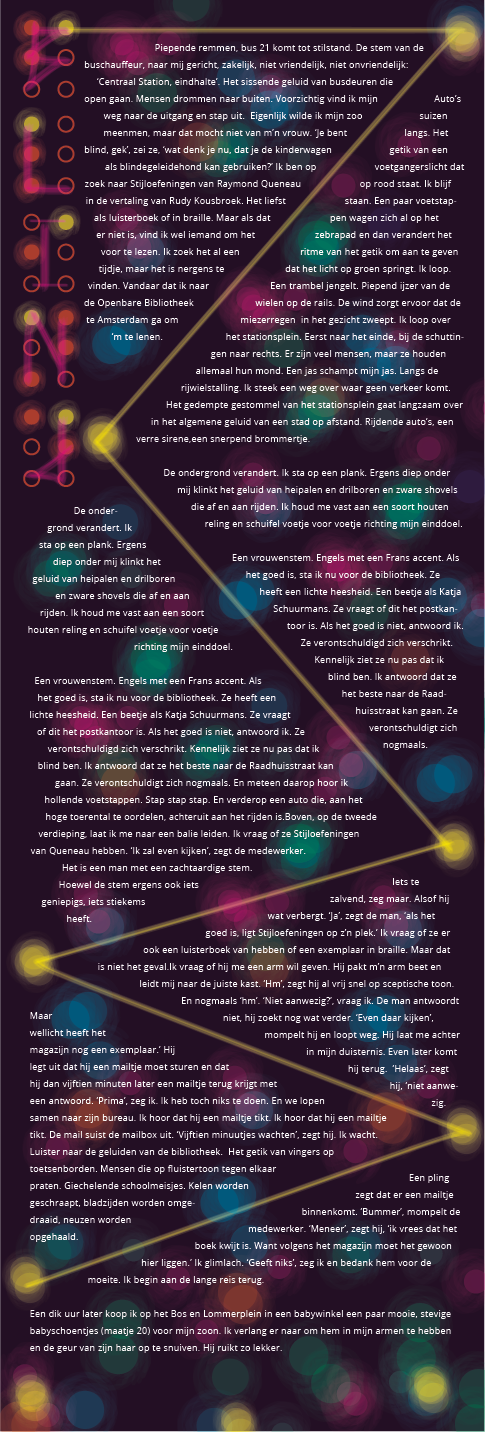 Piepende remmen, bus 21 komt tot stilstand. De stem van de
buschauffeur, naar mij gericht, zakelijk, niet vriendelijk, niet onvriendelijk:
‘Centraal Station, eindhalte’. Het sissende geluid van busdeuren die
open gaan. Mensen drommen naar buiten. Voorzichtig vind ik mijn
weg naar de uitgang en stap uit. Eigenlijk wilde ik mijn zoo
meenmen, maar dat mocht niet van m’n vrouw. ‘Je bent
blind, gek’, zei ze, ‘wat denk je nu, dat je de kinderwagen
als blindegeleidehond kan gebruiken?’ Ik ben op
zoek naar Stijloefeningen van Raymond Queneau
in de vertaling van Rudy Kousbroek. Het liefst
als luisterboek of in braille. Maar als dat
er niet is, vind ik wel iemand om het
voor te lezen. Ik zoek het al een
tijdje, maar het is nergens te
vinden. Vandaar dat ik naar
de Openbare Bibliotheek
te Amsterdam ga om
’m te lenen.
Auto’s
suizen
langs. Het
getik van een
voetgangerslicht dat
op rood staat. Ik blijf
staan. Een paar voetstap-
pen wagen zich al op het
zebrapad en dan verandert het
ritme van het getik om aan te geven
dat het licht op groen springt. Ik loop.
Een trambel jengelt. Piepend ijzer van de
wielen op de rails. De wind zorgt ervoor dat de
miezerregen in het gezicht zweept. Ik loop over
het stationsplein. Eerst naar het einde, bij de schuttin-
gen naar rechts. Er zijn veel mensen, maar ze houden
allemaal hun mond. Een jas schampt mijn jas. Langs de
rijwielstalling. Ik steek een weg over waar geen verkeer komt.
Het gedempte gestommel van het stationsplein gaat langzaam over
in het algemene geluid van een stad op afstand. Rijdende auto’s, een
verre sirene,een snerpend brommertje.
De ondergrond verandert. Ik sta op een plank. Ergens diep onder
mij klinkt het geluid van heipalen en drilboren en zware shovels
die af en aan rijden. Ik houd me vast aan een soort houten
reling en schuifel voetje voor voetje richting mijn einddoel.
De onder-
grond verandert. Ik
sta op een plank. Ergens
diep onder mij klinkt het
geluid van heipalen en drilboren
en zware shovels die af en aan
rijden. Ik houd me vast aan een soort
houten reling en schuifel voetje voor voetje
richting mijn einddoel.
Een vrouwenstem. Engels met een Frans accent. Als
het goed is, sta ik nu voor de bibliotheek. Ze
heeft een lichte heesheid. Een beetje als Katja
Schuurmans. Ze vraagt of dit het postkan-
toor is. Als het goed is niet, antwoord ik.
Ze verontschuldigd zich verschrikt.
Kennelijk ziet ze nu pas dat ik
blind ben. Ik antwoord dat ze
het beste naar de Raad-
huisstraat kan gaan. Ze
verontschuldigt zich
nogmaals.
Een vrouwenstem. Engels met een Frans accent. Als
het goed is, sta ik nu voor de bibliotheek. Ze heeft een
lichte heesheid. Een beetje als Katja Schuurmans. Ze vraagt
of dit het postkantoor is. Als het goed is niet, antwoord ik. Ze
verontschuldigd zich verschrikt. Kennelijk ziet ze nu pas dat ik
blind ben. Ik antwoord dat ze het beste naar de Raadhuisstraat kan
gaan. Ze verontschuldigt zich nogmaals. En meteen daarop hoor ik
hollende voetstappen. Stap stap stap. En verderop een auto die, aan het
hoge toerental te oordelen, achteruit aan het rijden is.Boven, op de tweede
verdieping, laat ik me naar een balie leiden. Ik vraag of ze Stijloefeningen
van Queneau hebben. ‘Ik zal even kijken’, zegt de medewerker.
Het is een man met een zachtaardige stem.
Hoewel de stem ergens ook iets
geniepigs, iets stiekems
heeft.
Iets te
zalvend, zeg maar. Alsof hij
wat verbergt. ‘Ja’, zegt de man, ‘als het
goed is, ligt Stijloefeningen op z’n plek.’ Ik vraag of ze er
ook een luisterboek van hebben of een exemplaar in braille. Maar dat
is niet het geval.Ik vraag of hij me een arm wil geven. Hij pakt m’n arm beet en
leidt mij naar de juiste kast. ‘Hm’, zegt hij al vrij snel op sceptische toon.
En nogmaals ‘hm’. ‘Niet aanwezig?’, vraag ik. De man antwoordt
niet, hij zoekt nog wat verder. ‘Even daar kijken’,
mompelt hij en loopt weg. Hij laat me achter
in mijn duisternis. Even later komt
hij terug. ‘Helaas’, zegt
hij, ‘niet aanwe-
zig.
Maar
wellicht heeft het
magazijn nog een exemplaar.’ Hij
legt uit dat hij een mailtje moet sturen en dat
hij dan vijftien minuten later een mailtje terug krijgt met
een antwoord. ‘Prima’, zeg ik. Ik heb toch niks te doen. En we lopen
samen naar zijn bureau. Ik hoor dat hij een mailtje tikt. Ik hoor dat hij een mailtje
tikt. De mail suist de mailbox uit. ‘Vijftien minuutjes wachten’, zegt hij. Ik wacht.
Luister naar de geluiden van de bibliotheek. Het getik van vingers op
toetsenborden. Mensen die op fluistertoon tegen elkaar
praten. Giechelende schoolmeisjes. Kelen worden
geschraapt, bladzijden worden omge-
draaid, neuzen worden
opgehaald.
Een pling
zegt dat er een mailtje
binnenkomt. ‘Bummer’, mompelt de
medewerker. ‘Meneer’, zegt hij, ‘ik vrees dat het
boek kwijt is. Want volgens het magazijn moet het gewoon
hier liggen.’ Ik glimlach. ‘Geeft niks’, zeg ik en bedank hem voor de
moeite. Ik begin aan de lange reis terug.
Een dik uur later koop ik op het Bos en Lommerplein in een babywinkel een paar mooie, stevige
babyschoentjes (maatje 20) voor mijn zoon. Ik verlang er naar om hem in mijn armen te hebben
en de geur van zijn haar op te snuiven. Hij ruikt zo lekker.